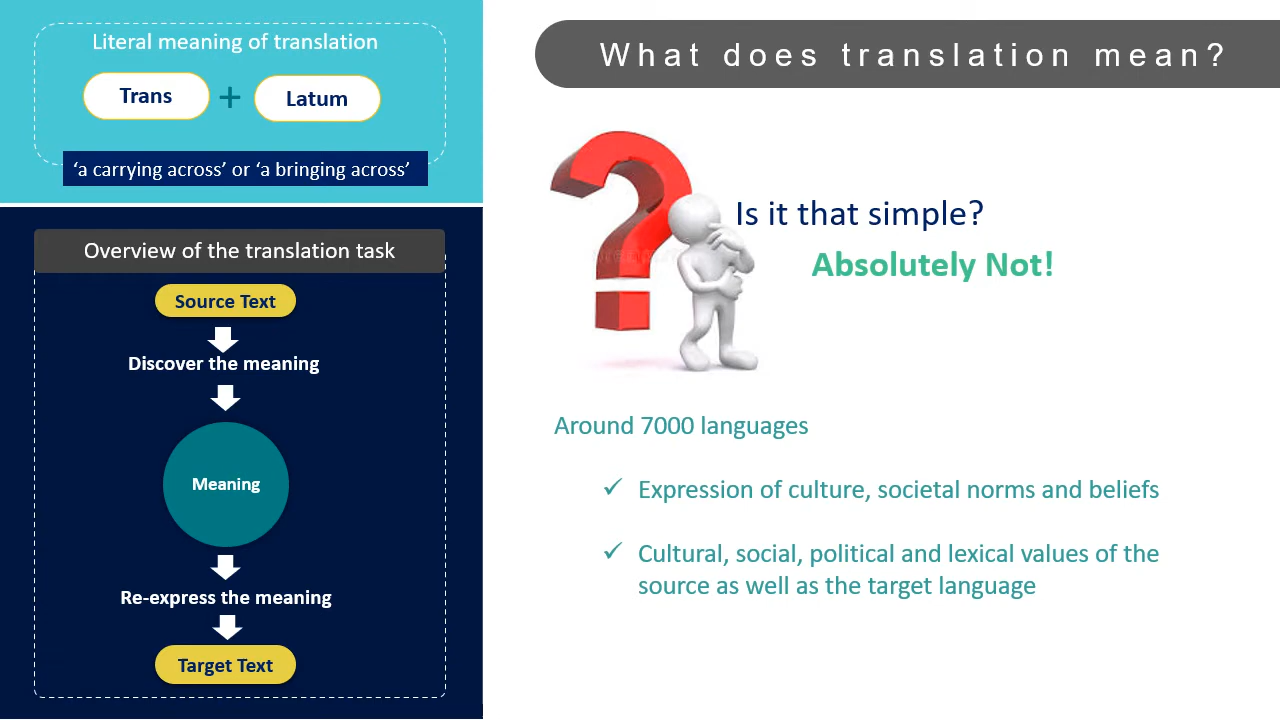 Literal meaning of translation
Trans + Latum
‘a carrying across’ or ‘a bringing across’
Overview of the translation task
Source Text
Discover the meaning
Meaning
Re-express the meaning
Target Text
What does translation mean?
Is it that simple?
Absolutely Not!
Around 7000 languages
✓ Expression of culture, societal norms and beliefs
✓ Cultural, social, political and lexical values of the
source as well as the target language